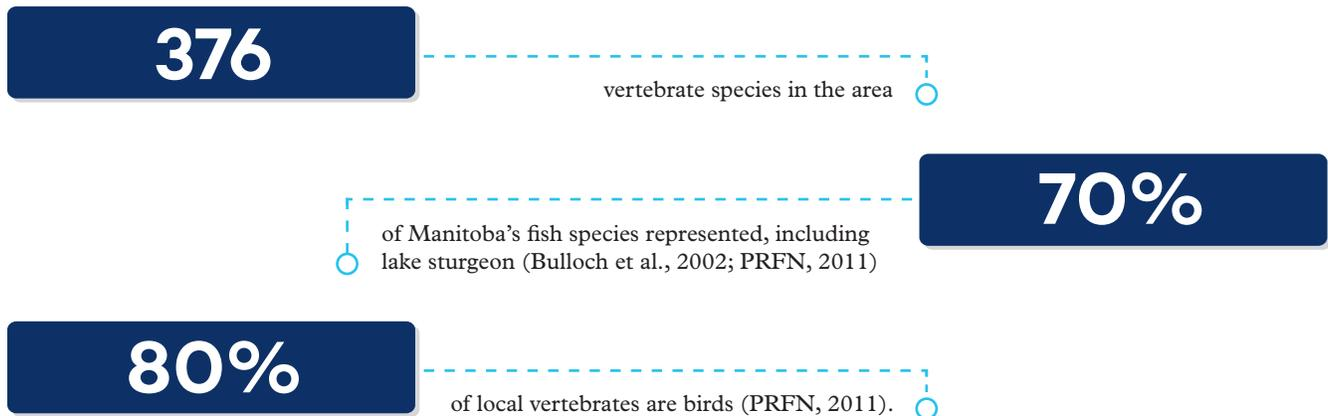 376
vertebrate species in the area
70%
of Manitoba’s fish species represented, including
lake sturgeon (Bulloch et al., 2002; PRFN, 2011)
80%
of local vertebrates are birds (PRFN, 2011).